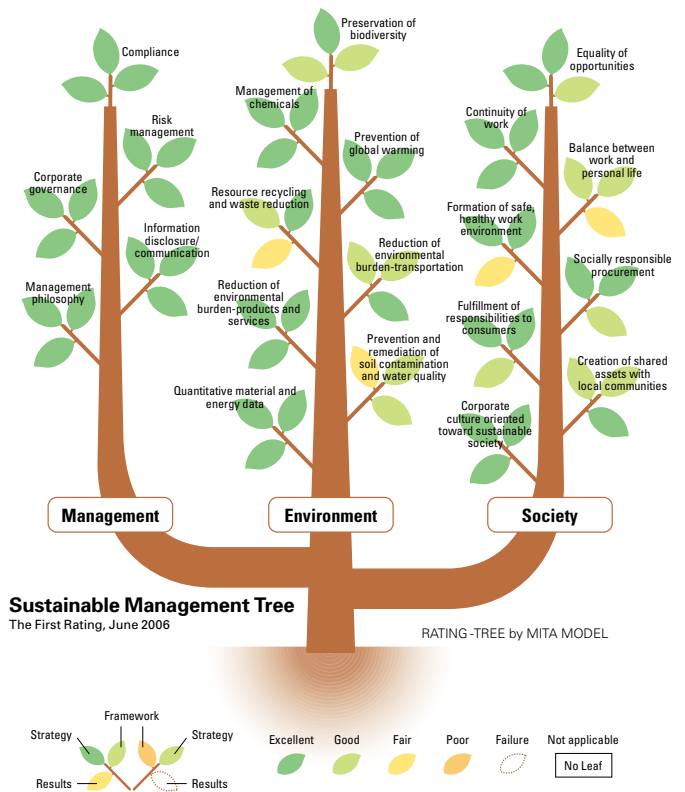 Compliance
Risk
management
Corporate
governance
Information
disclosure/
communication
Management
philosophy
Management
Preservation of
biodiversity
Management of
chemicals
Prevention of
global warming
Resource recycling
and waste reduction
Reduction of
environmental
burden-transportation
Reduction of
environmental
burden-products and
services
Prevention and
remediation of
soil contamination
and water quality
Quantitative material and
energy data
Environment
Equality of
opportunities
Continuity of
work
Balance between
work and
personal life
Formation of safe,
healthy work
environment
Socially responsible
procurement
Fulfillment of
responsibilities to
consumers
Creation of shared
assets with
local communities
Corporate
culture oriented
toward sustainable
society
Society
Sustainable Management Tree
The First Rating, June 2006
RATING-TREE by MITA MODEL
Framework
Strategy
Strategy
Results
Results
Excellent
Good
Fair
Poor
Failure
Not applicable
No Leaf